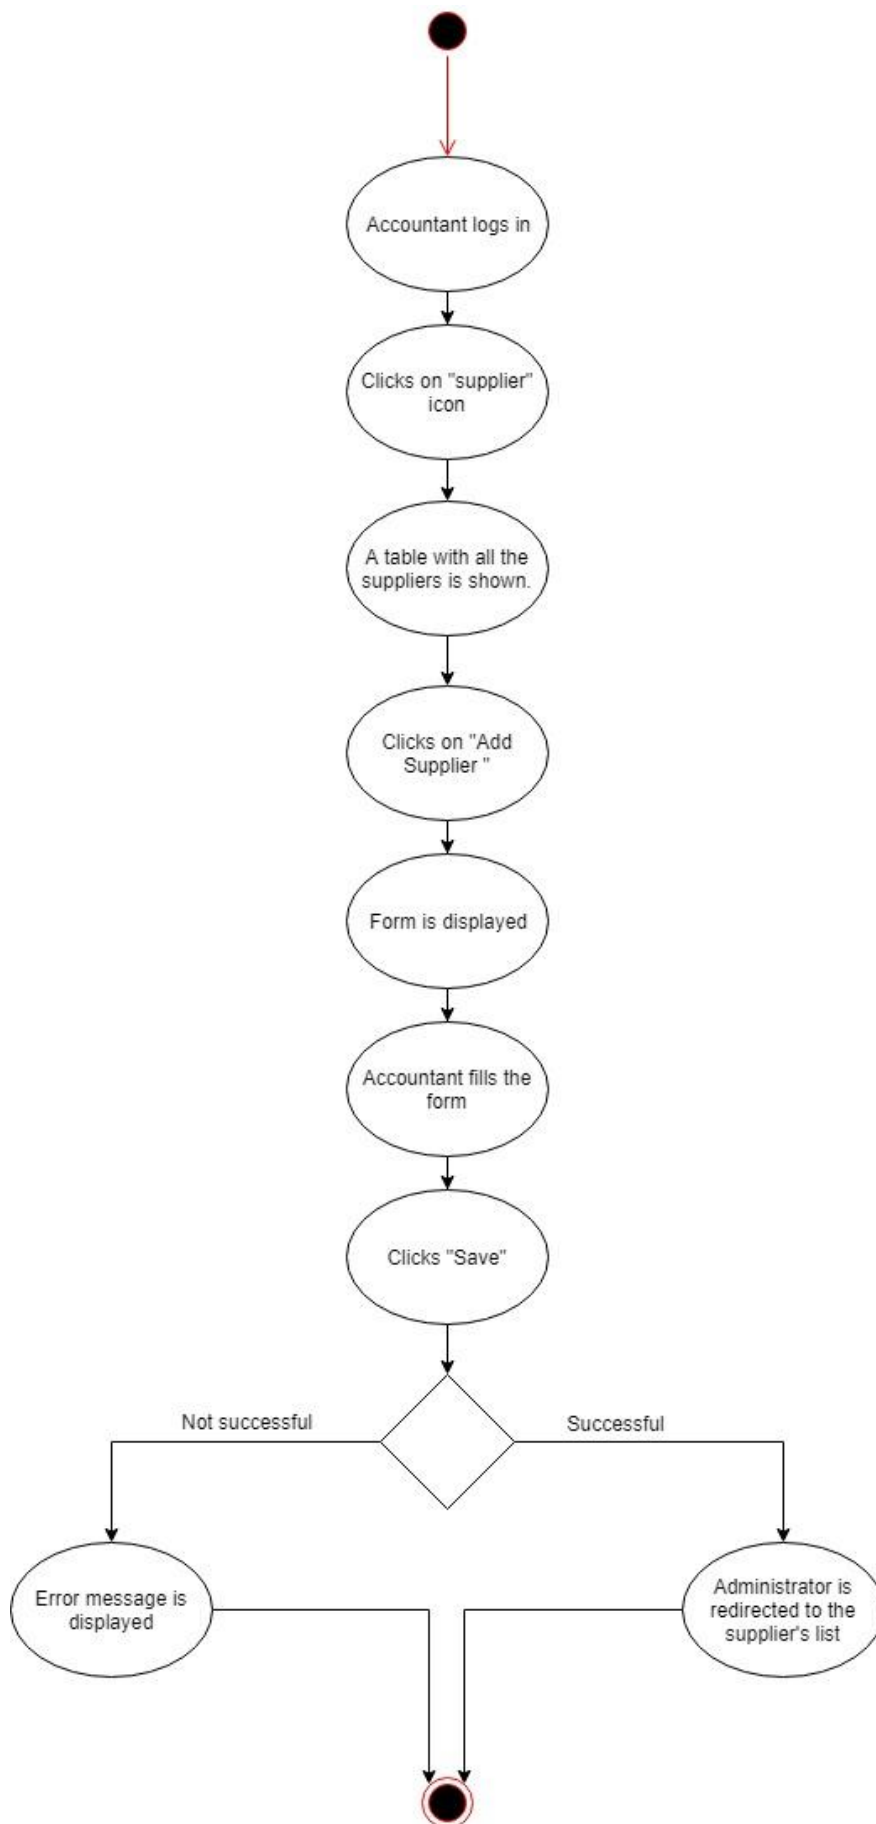 Accountant logs in
Clicks on "supplier"
icon
A table with all the
suppliers is shown.
Clicks on "Add
Supplier "
Form is displayed
Accountant fills the
form
Clicks "Save"
Not successful
Successful
Error message is
displayed
Administrator is
redirected to the
supplier's list